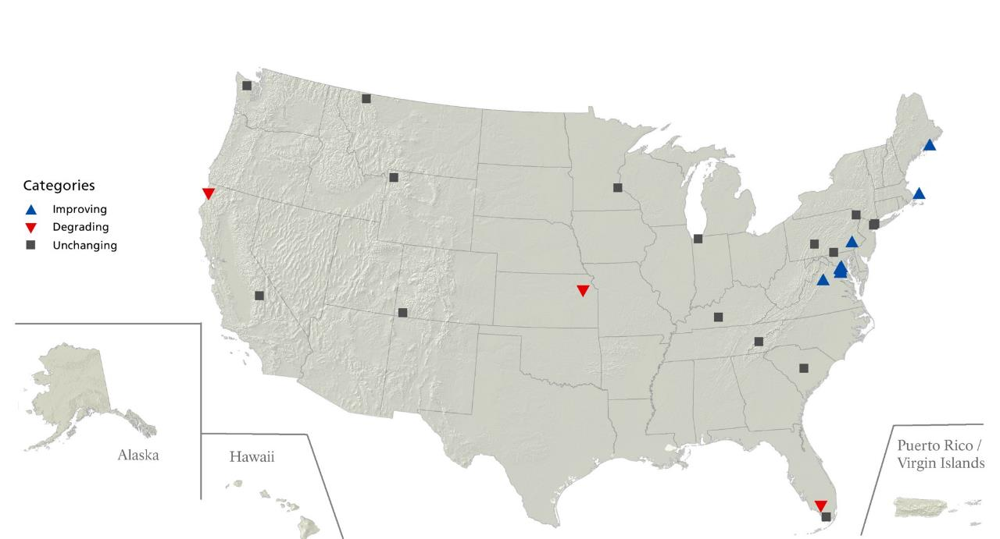 Categories
Improving
Degrading
Unchanging
Alaska
Hawaii
Puerto Rico /
Virgin Islands